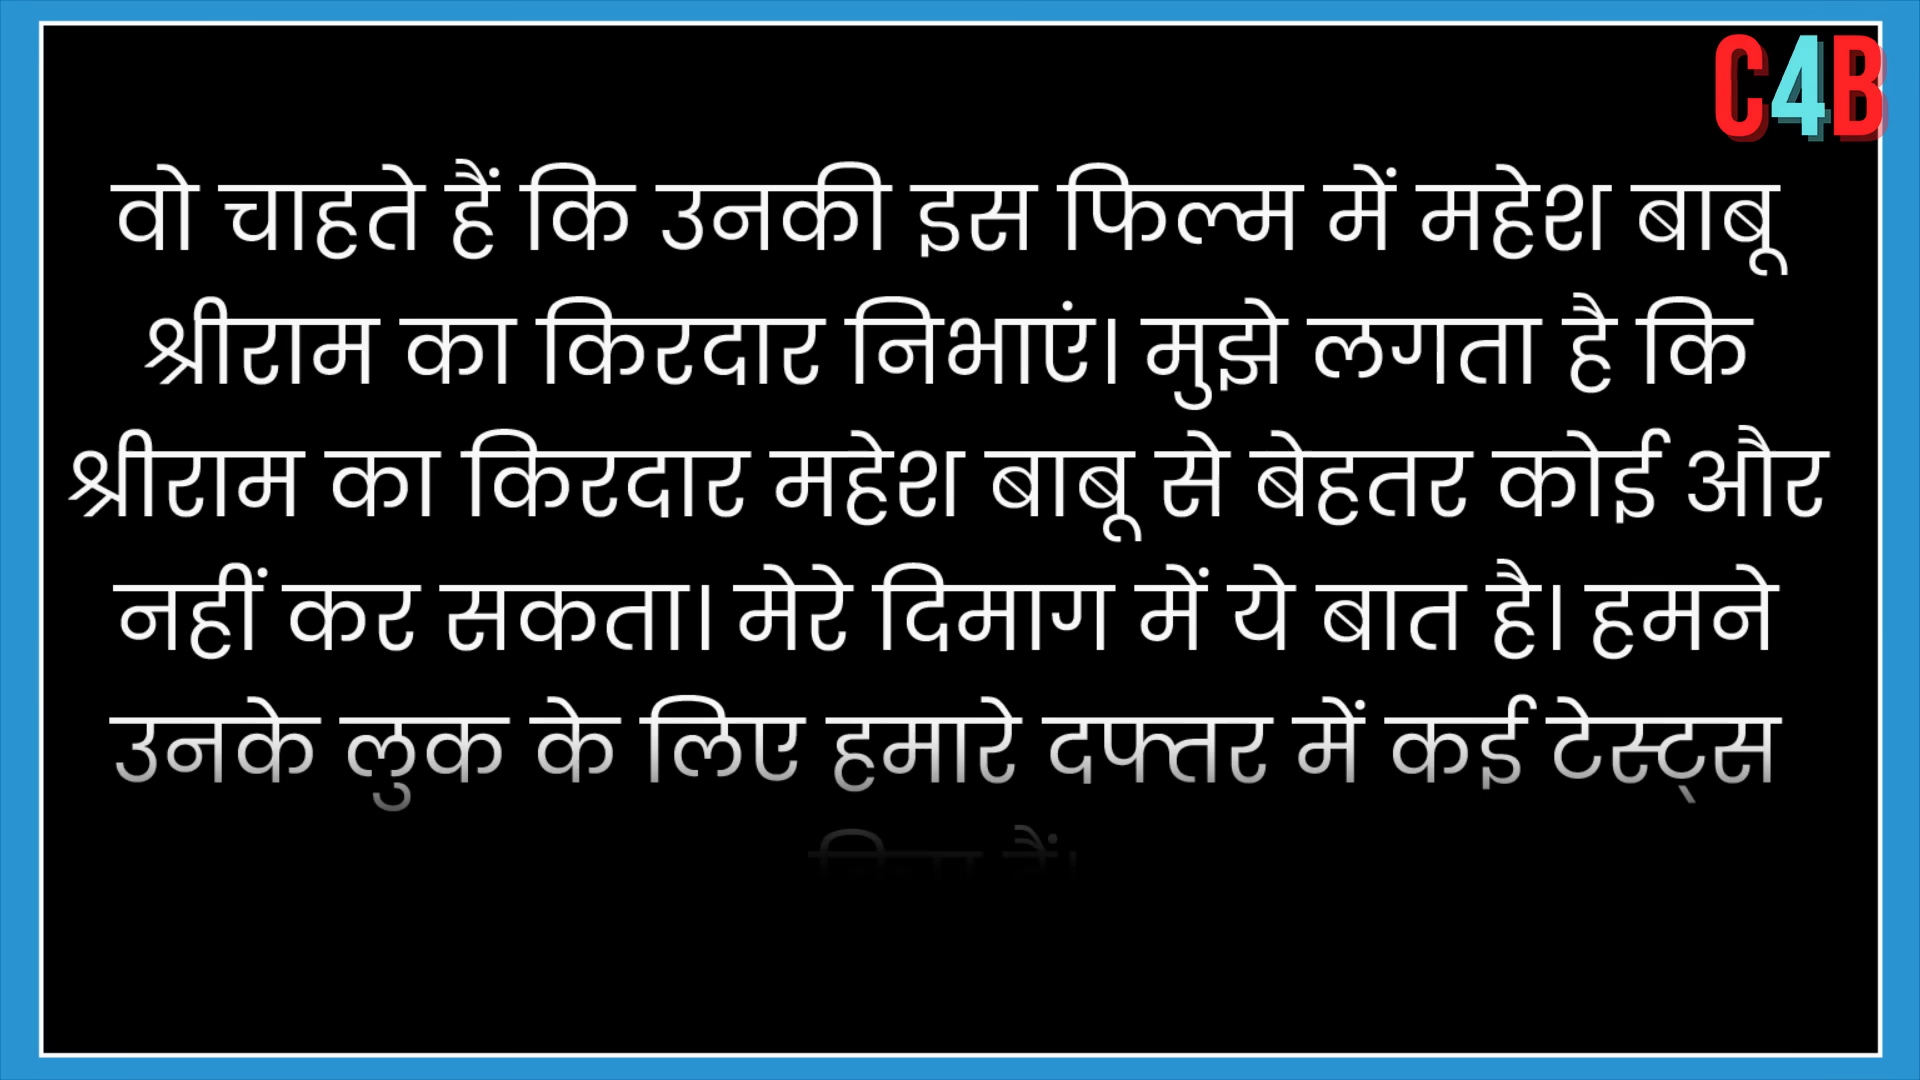 C4B
वो चाहते हैं कि उनकी इस फिल्म में महेश बाबू
श्रीराम का किरदार निभाएं। मुझे लगता है कि
श्रीराम का किरदार महेश बाबू से बेहतर कोई और
नहीं कर सकता। मेरे दिमाग में ये बात है। हमने
उनके लुक के लिए हमारे दफ्तर में कई टेस्ट्स
हैं।